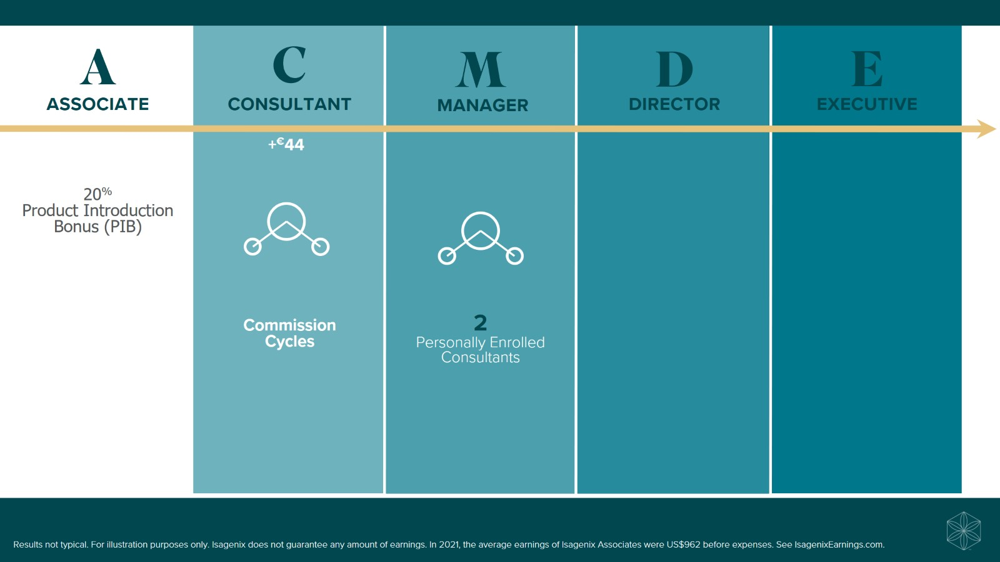 A
ASSOCIATE
C
CONSULTANT
M
MANAGER
D
DIRECTOR
E
EXECUTIVE
+€44
20%
Product Introduction
Bonus (PIB)
Commission
Cycles
2
Personally Enrolled
Consultants
Results not typical. For illustration purposes only. Isagenix does not guarantee any amount of earnings. In 2021, the average earnings of Isagenix Associates were US$962 before expenses. See IsagenixEarnings.com.